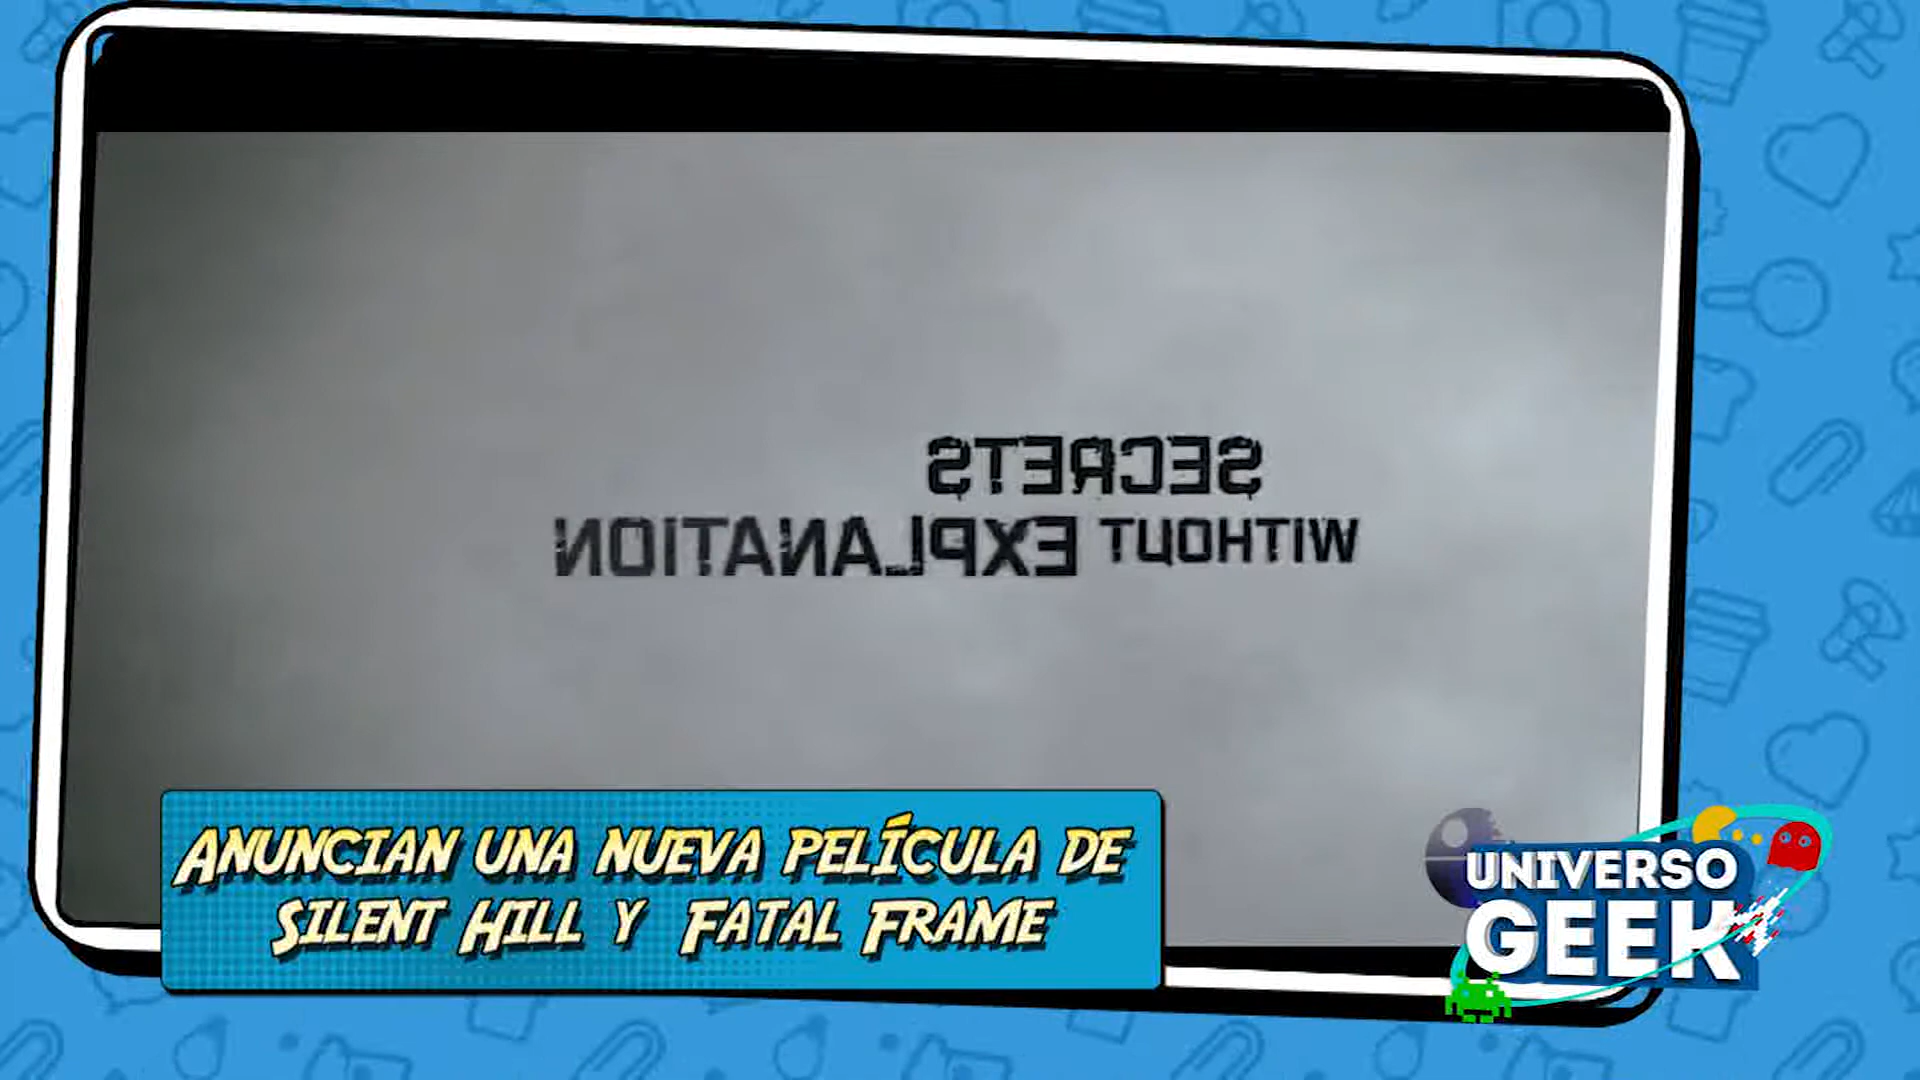 SECRETS
WITHOUT EXPLANATION
ANUNCIAN UNA NUEVA PELÍCULA DE
SILENT HILL Y FATAL FRAME
UNIVERSO
GEEK